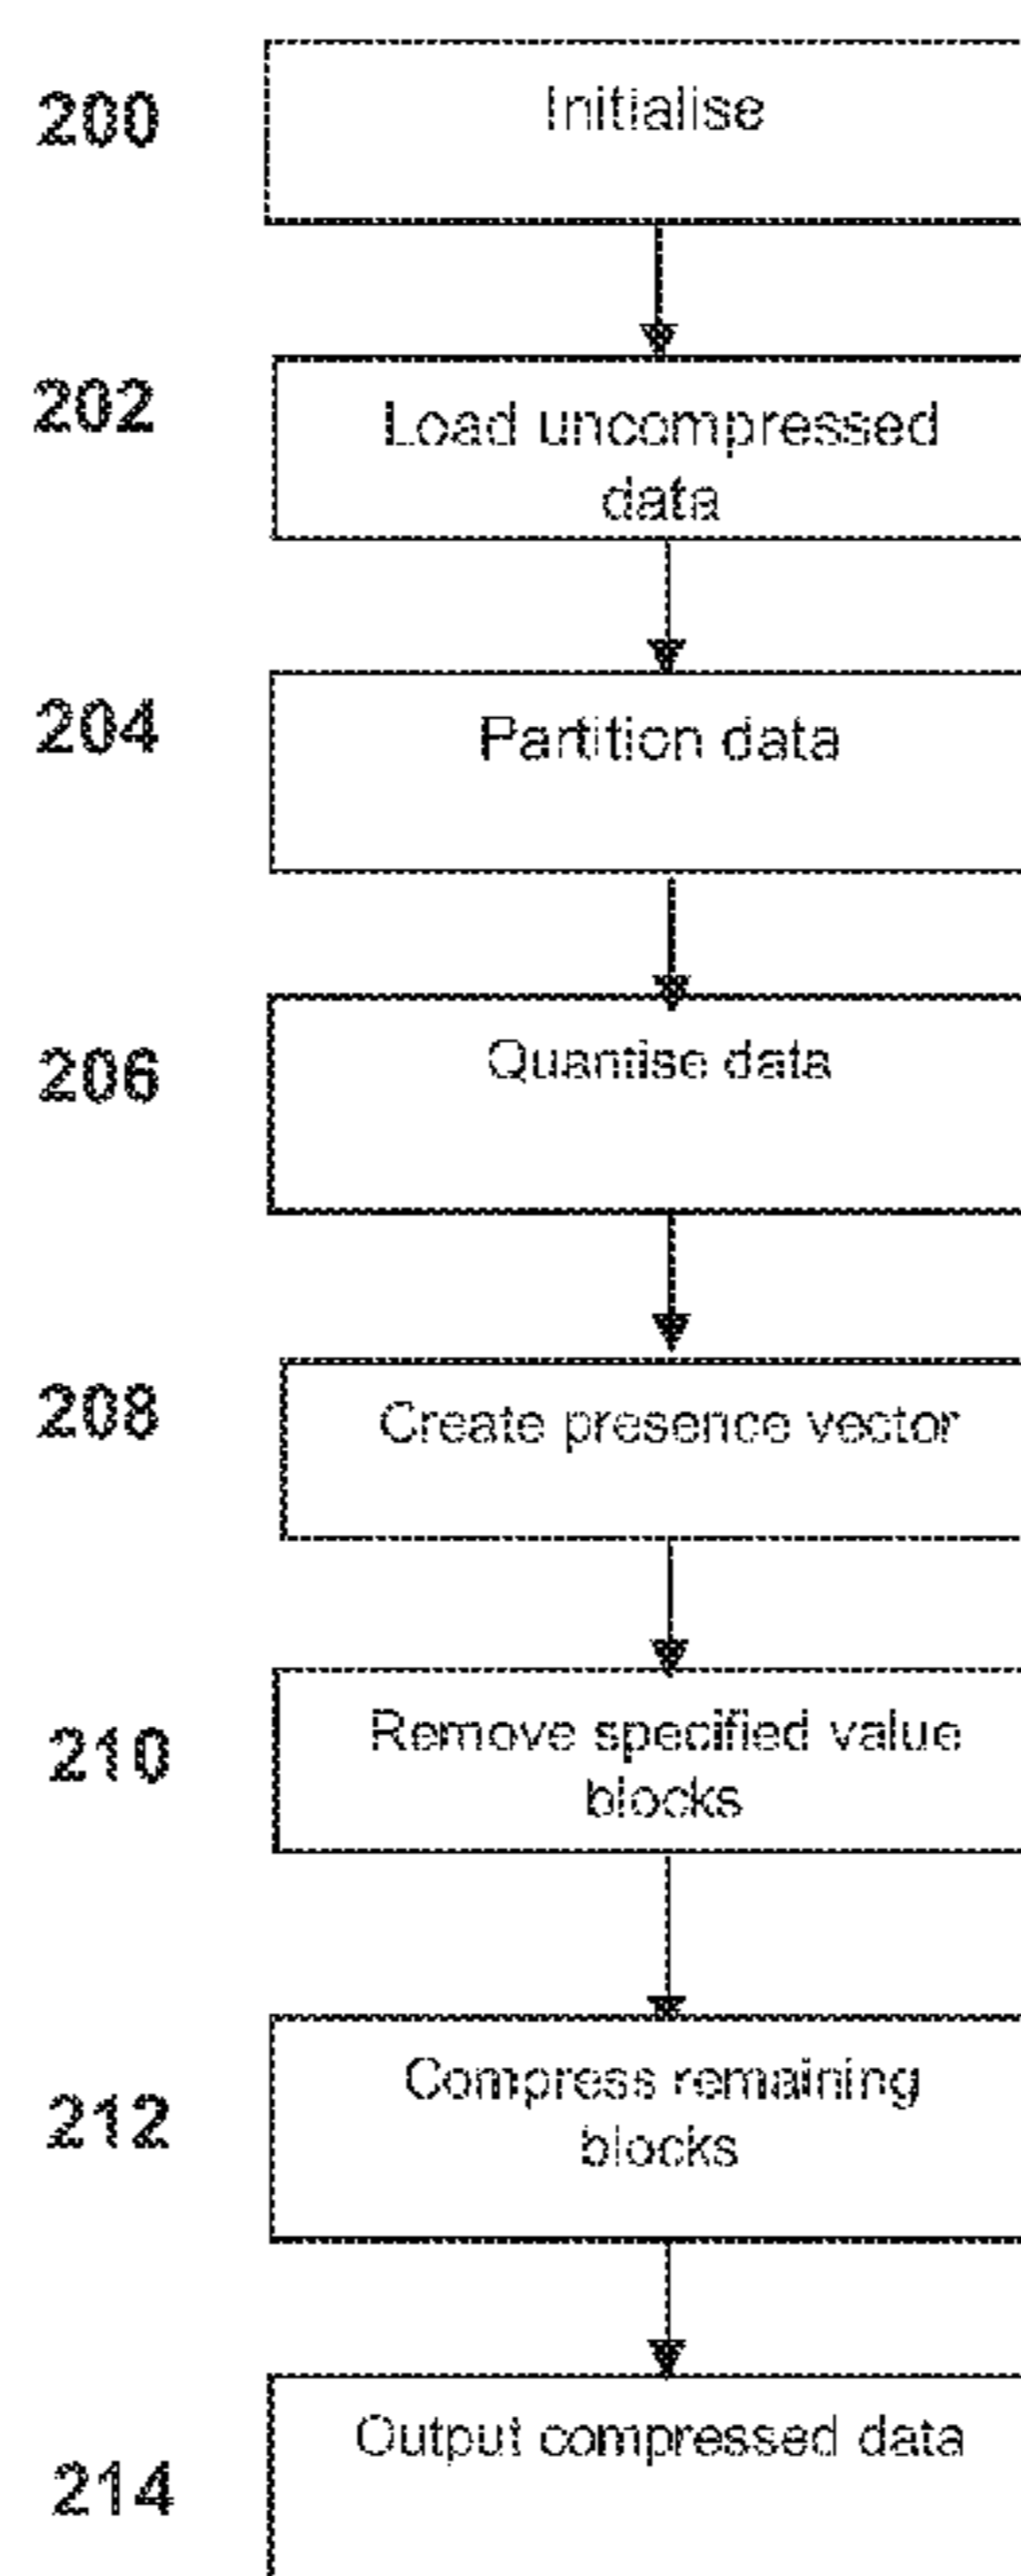 200
Initialise
202
Load uncompressed
data
204
Partition data
206
Quantise data
208
Create presence vector
210
Remove specified value
blocks
212
Compress remaining
blocks
214
Output compressed data